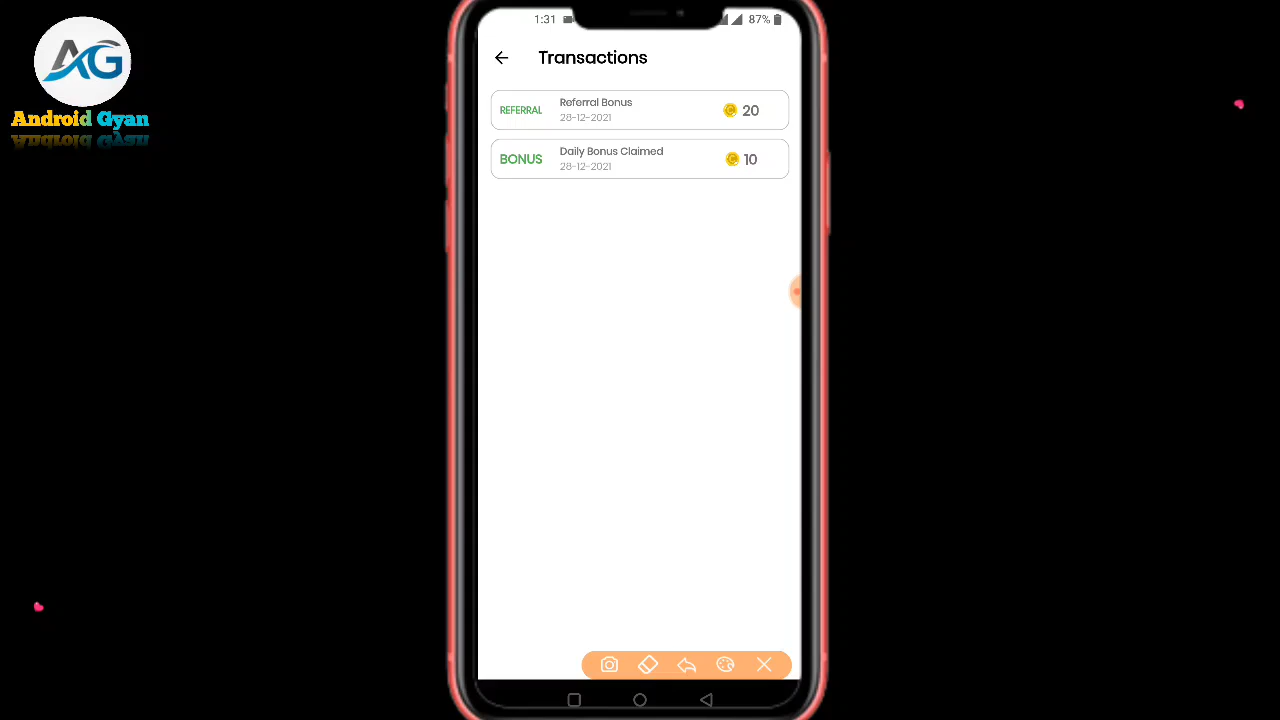 AG
Android Gyan
1:31
87%
Transactions
REFERRAL
Referral Bonus
28-12-2021
20
BONUS
Daily Bonus Claimed
28-12-2021
10